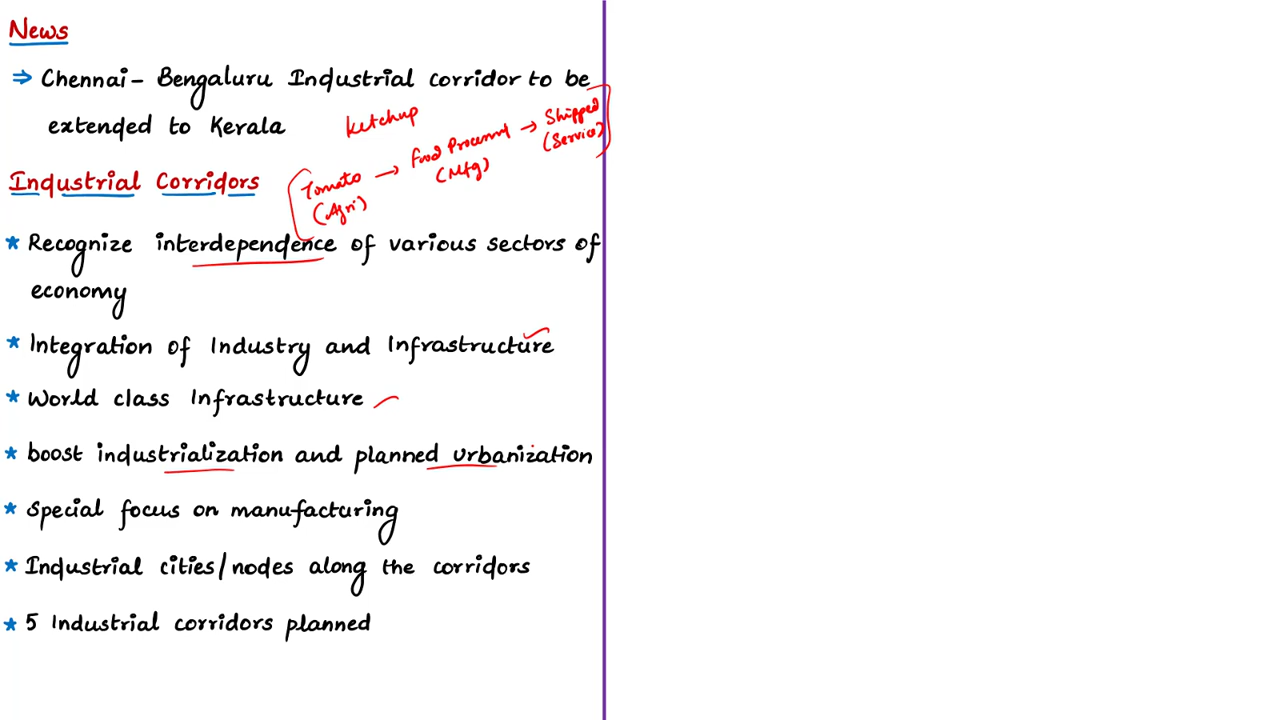 News
⇒ Chennai- Bengaluru Industrial corridor to be
extended to Kerala
ketchup
Tomato → Food Processed → Shipped
(Agri) (Mfg) (Service)
Industrial Corridors
* Recognize interdependence of various sectors of
economy
* Integration of Industry and Infrastructure
* World class Infrastructure
* boost industrialization and planned urbanization
* Special focus on manufacturing
* Industrial cities/nodes along the corridors
* 5 Industrial corridors planned